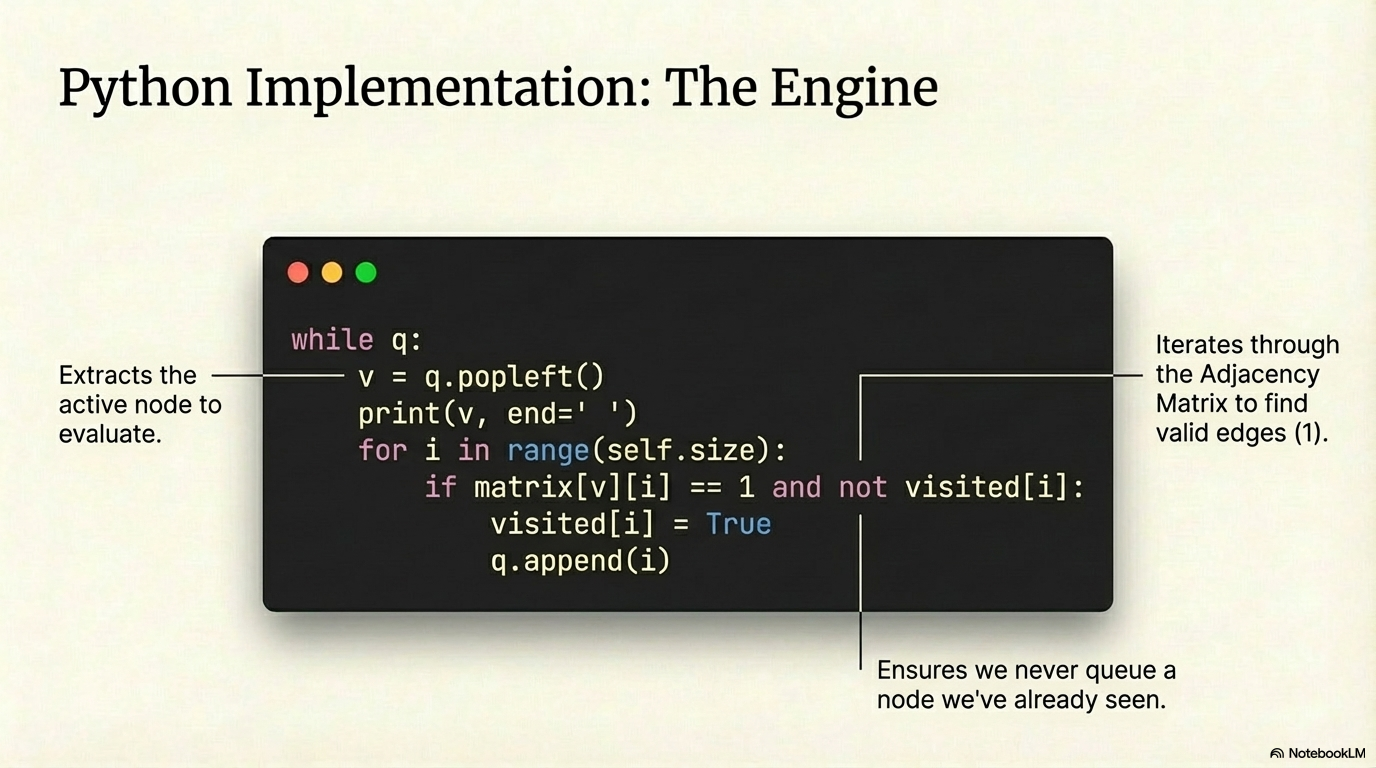 Python Implementation: The Engine
while q:
v = q.popleft()
print(v, end=' ')
for i in range(self.size):
if matrix[v][i] == 1 and not visited[i]:
visited[i] = True
q.append(i)
Extracts the
active node to
evaluate.
Iterates through
the Adjacency
Matrix to find
valid edges (1).
Ensures we never queue a
node we've already seen.
NotebookLM